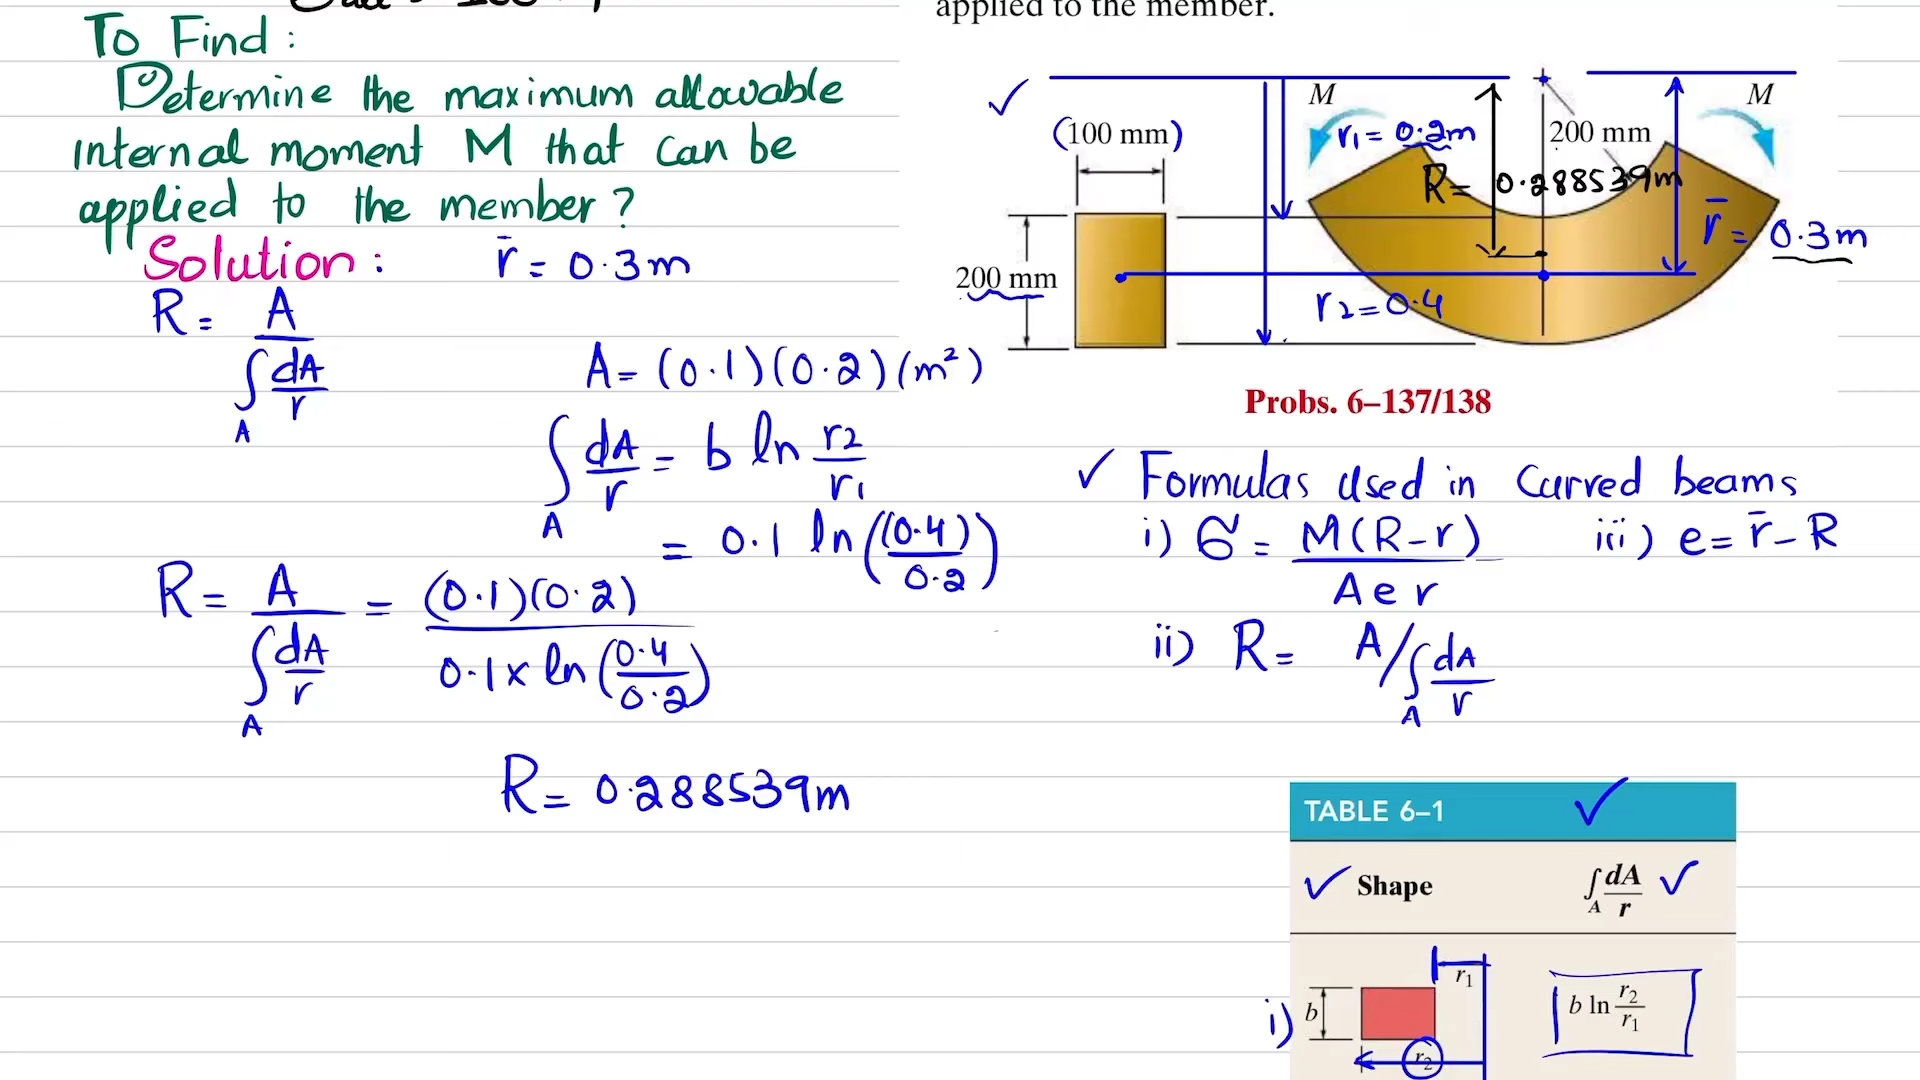 applied to the member.
To Find :
Determine the maximum allowable
internal moment M that can be
applied to the member ?
Solution : r̄ = 0.3m
R = A / ∫A dA/r
A = (0.1)(0.2)(m²)
∫A dA/r = b ln r2/r1
= 0.1 ln((0.4)/0.2)
R = A / ∫A dA/r = (0.1)(0.2) / 0.1 x ln(0.4/0.2)
R = 0.288539m
✓
(100 mm)
M
r1 = 0.2m
200 mm
M
R = 0.288539m
r̄ = 0.3m
200 mm
r2 = 0.4
Probs. 6–137/138
✓ Formulas used in curved beams
i) σ = M(R-r) / A e r
iii) e = r̄ - R
ii) R = A / ∫A dA/r
TABLE 6–1 ✓
✓ Shape ∫A dA/r ✓
i) b r1 r2
b ln r2/r1